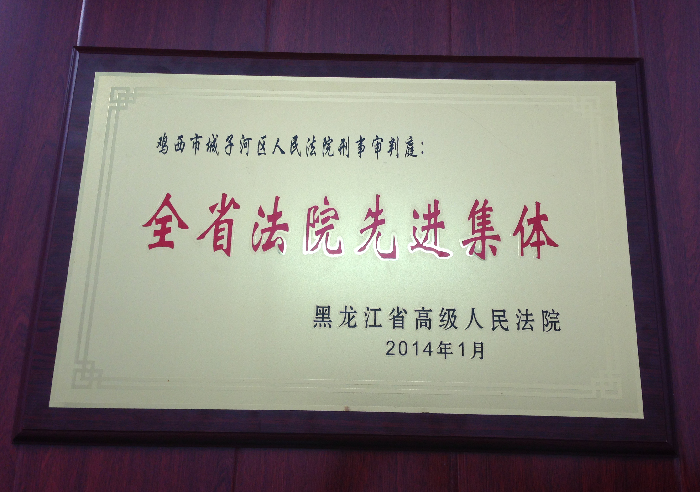 鸡西市城子河区人民法院刑事审判庭：
全省法院先进集体
黑龙江省高级人民法院
2014年1月